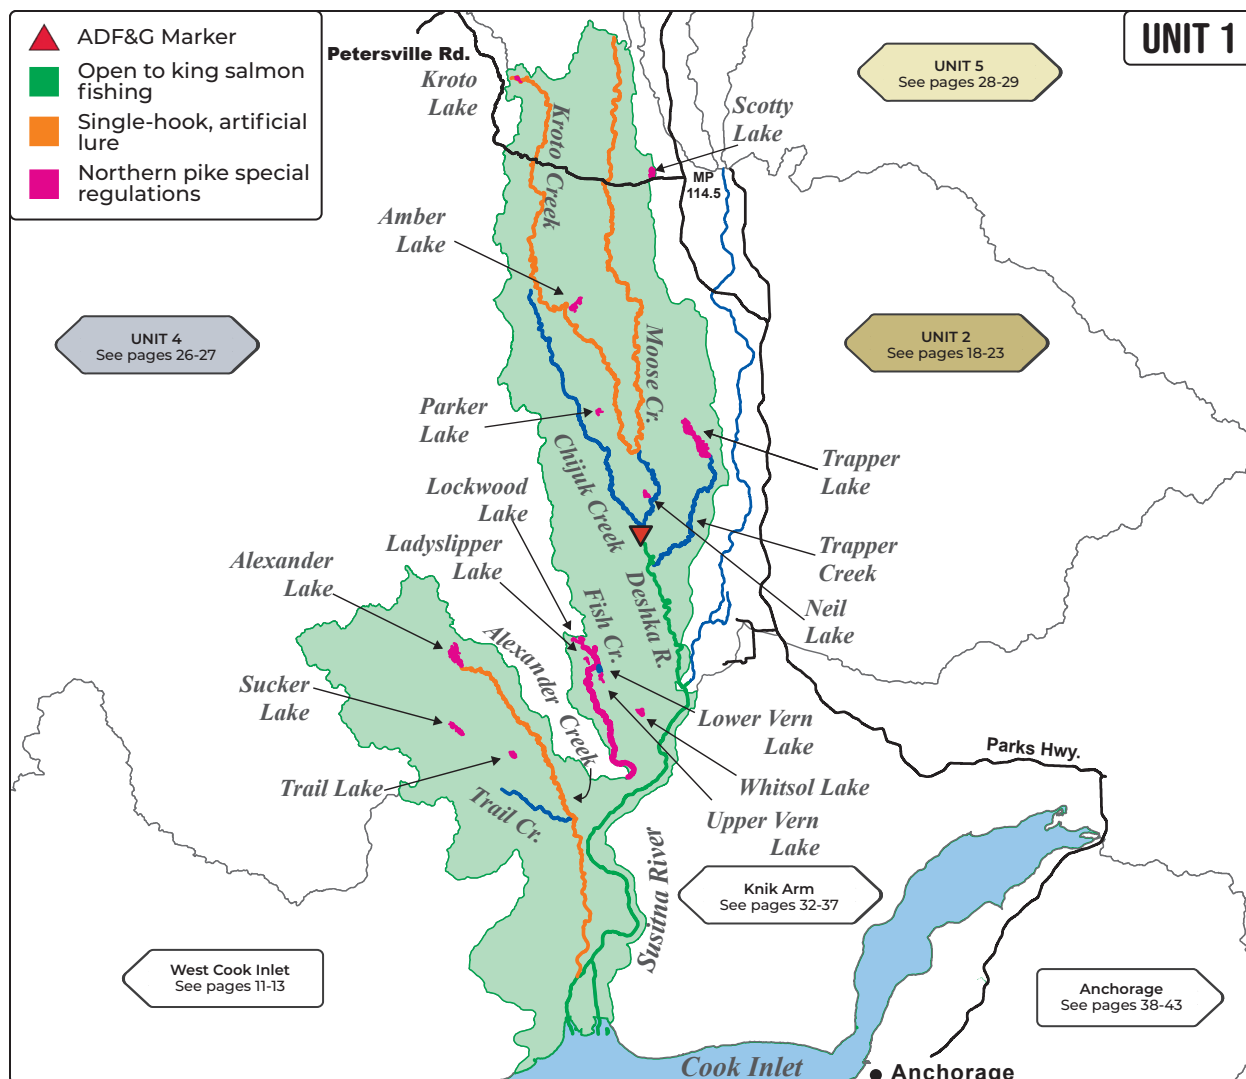 UNIT 1
ADF&G Marker
Open to king salmon
fishing
Single-hook, artificial
lure
Northern pike special
regulations
Petersville Rd.
Kroto
Lake
Kroto Creek
Scotty
Lake
MP
114.5
UNIT 5
See pages 28-29
Amber
Lake
UNIT 4
See pages 26-27
UNIT 2
See pages 18-23
Moose Cr.
Parker
Lake
Chijuk Creek
Trapper
Lake
Lockwood
Lake
Ladyslipper
Lake
Trapper
Creek
Alexander
Lake
Neil
Lake
Deshka R.
Fish Cr.
Alexander Creek
Sucker
Lake
Lower Vern
Lake
Parks Hwy.
Whitsol Lake
Trail Lake
Trail Cr.
Upper Vern
Lake
Susitna River
Knik Arm
See pages 32-37
West Cook Inlet
See pages 11-13
Anchorage
See pages 38-43
Cook Inlet
Anchorage